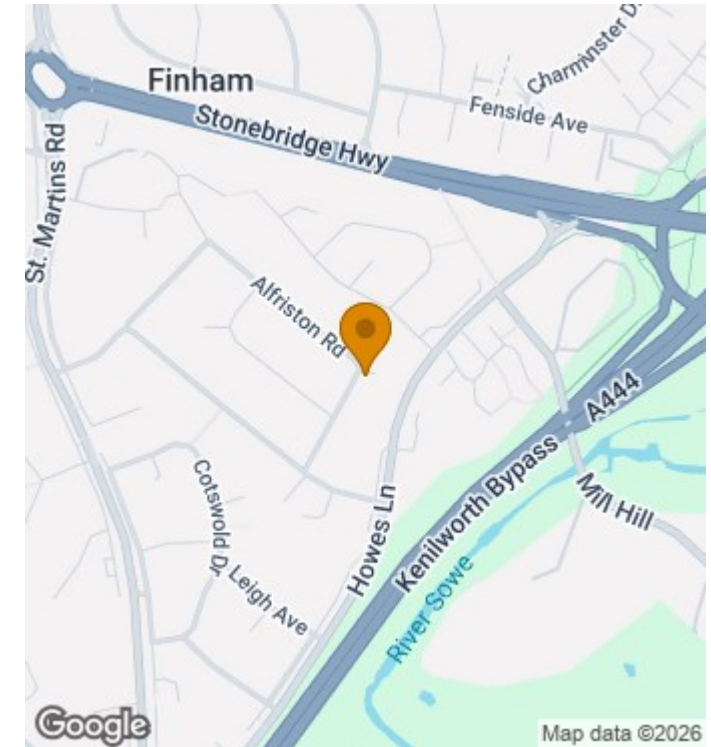 Finham
Charminster Dr
Fenside Ave
Stonebridge Hwy
St. Martins Rd
Alfriston Rd
Kenilworth Bypass
A444
Mill Hill
Cotswold Dr
Howes Ln
Leigh Ave
River Sowe
Google
Map data ©2026